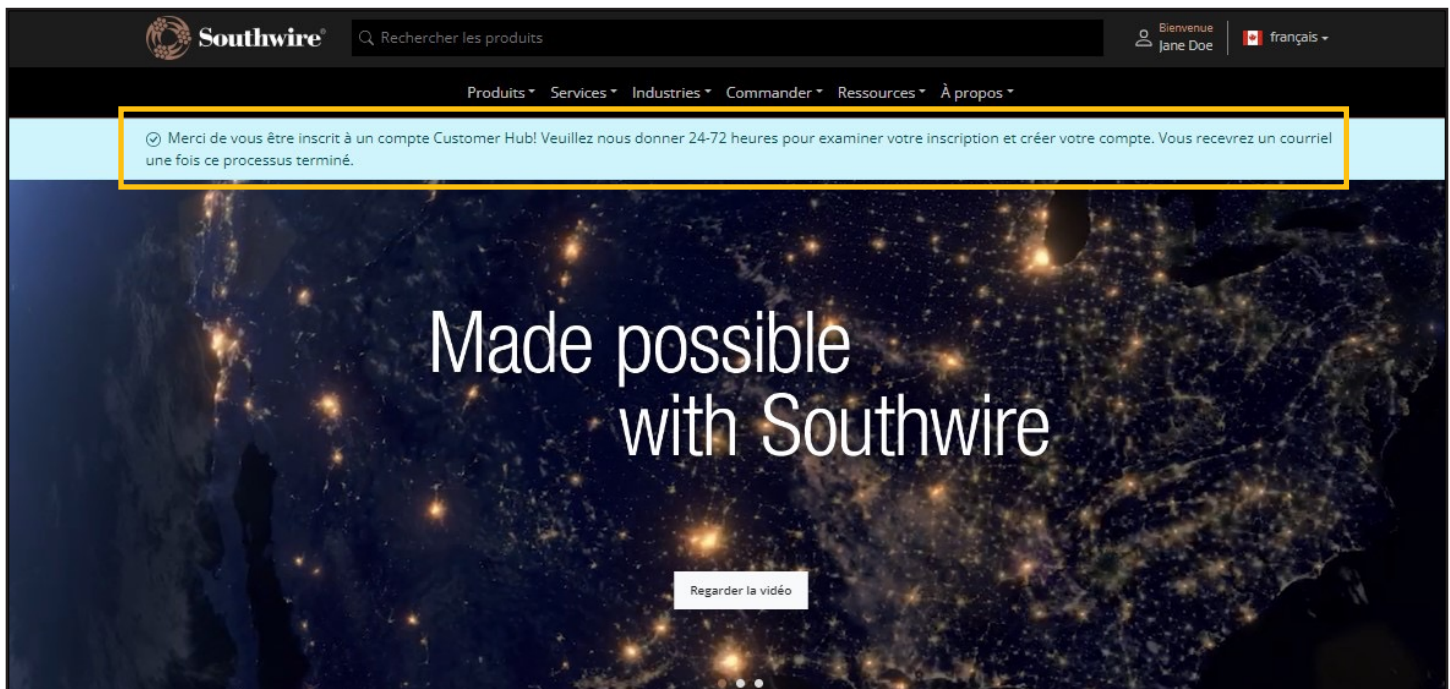 Southwire®
Rechercher les produits
Bienvenue
Jane Doe
français
Produits Services Industries Commander Ressources À propos
Merci de vous être inscrit à un compte Customer Hub! Veuillez nous donner 24-72 heures pour examiner votre inscription et créer votre compte. Vous recevrez un courriel
une fois ce processus terminé.
Made possible
with Southwire
Regarder la vidéo